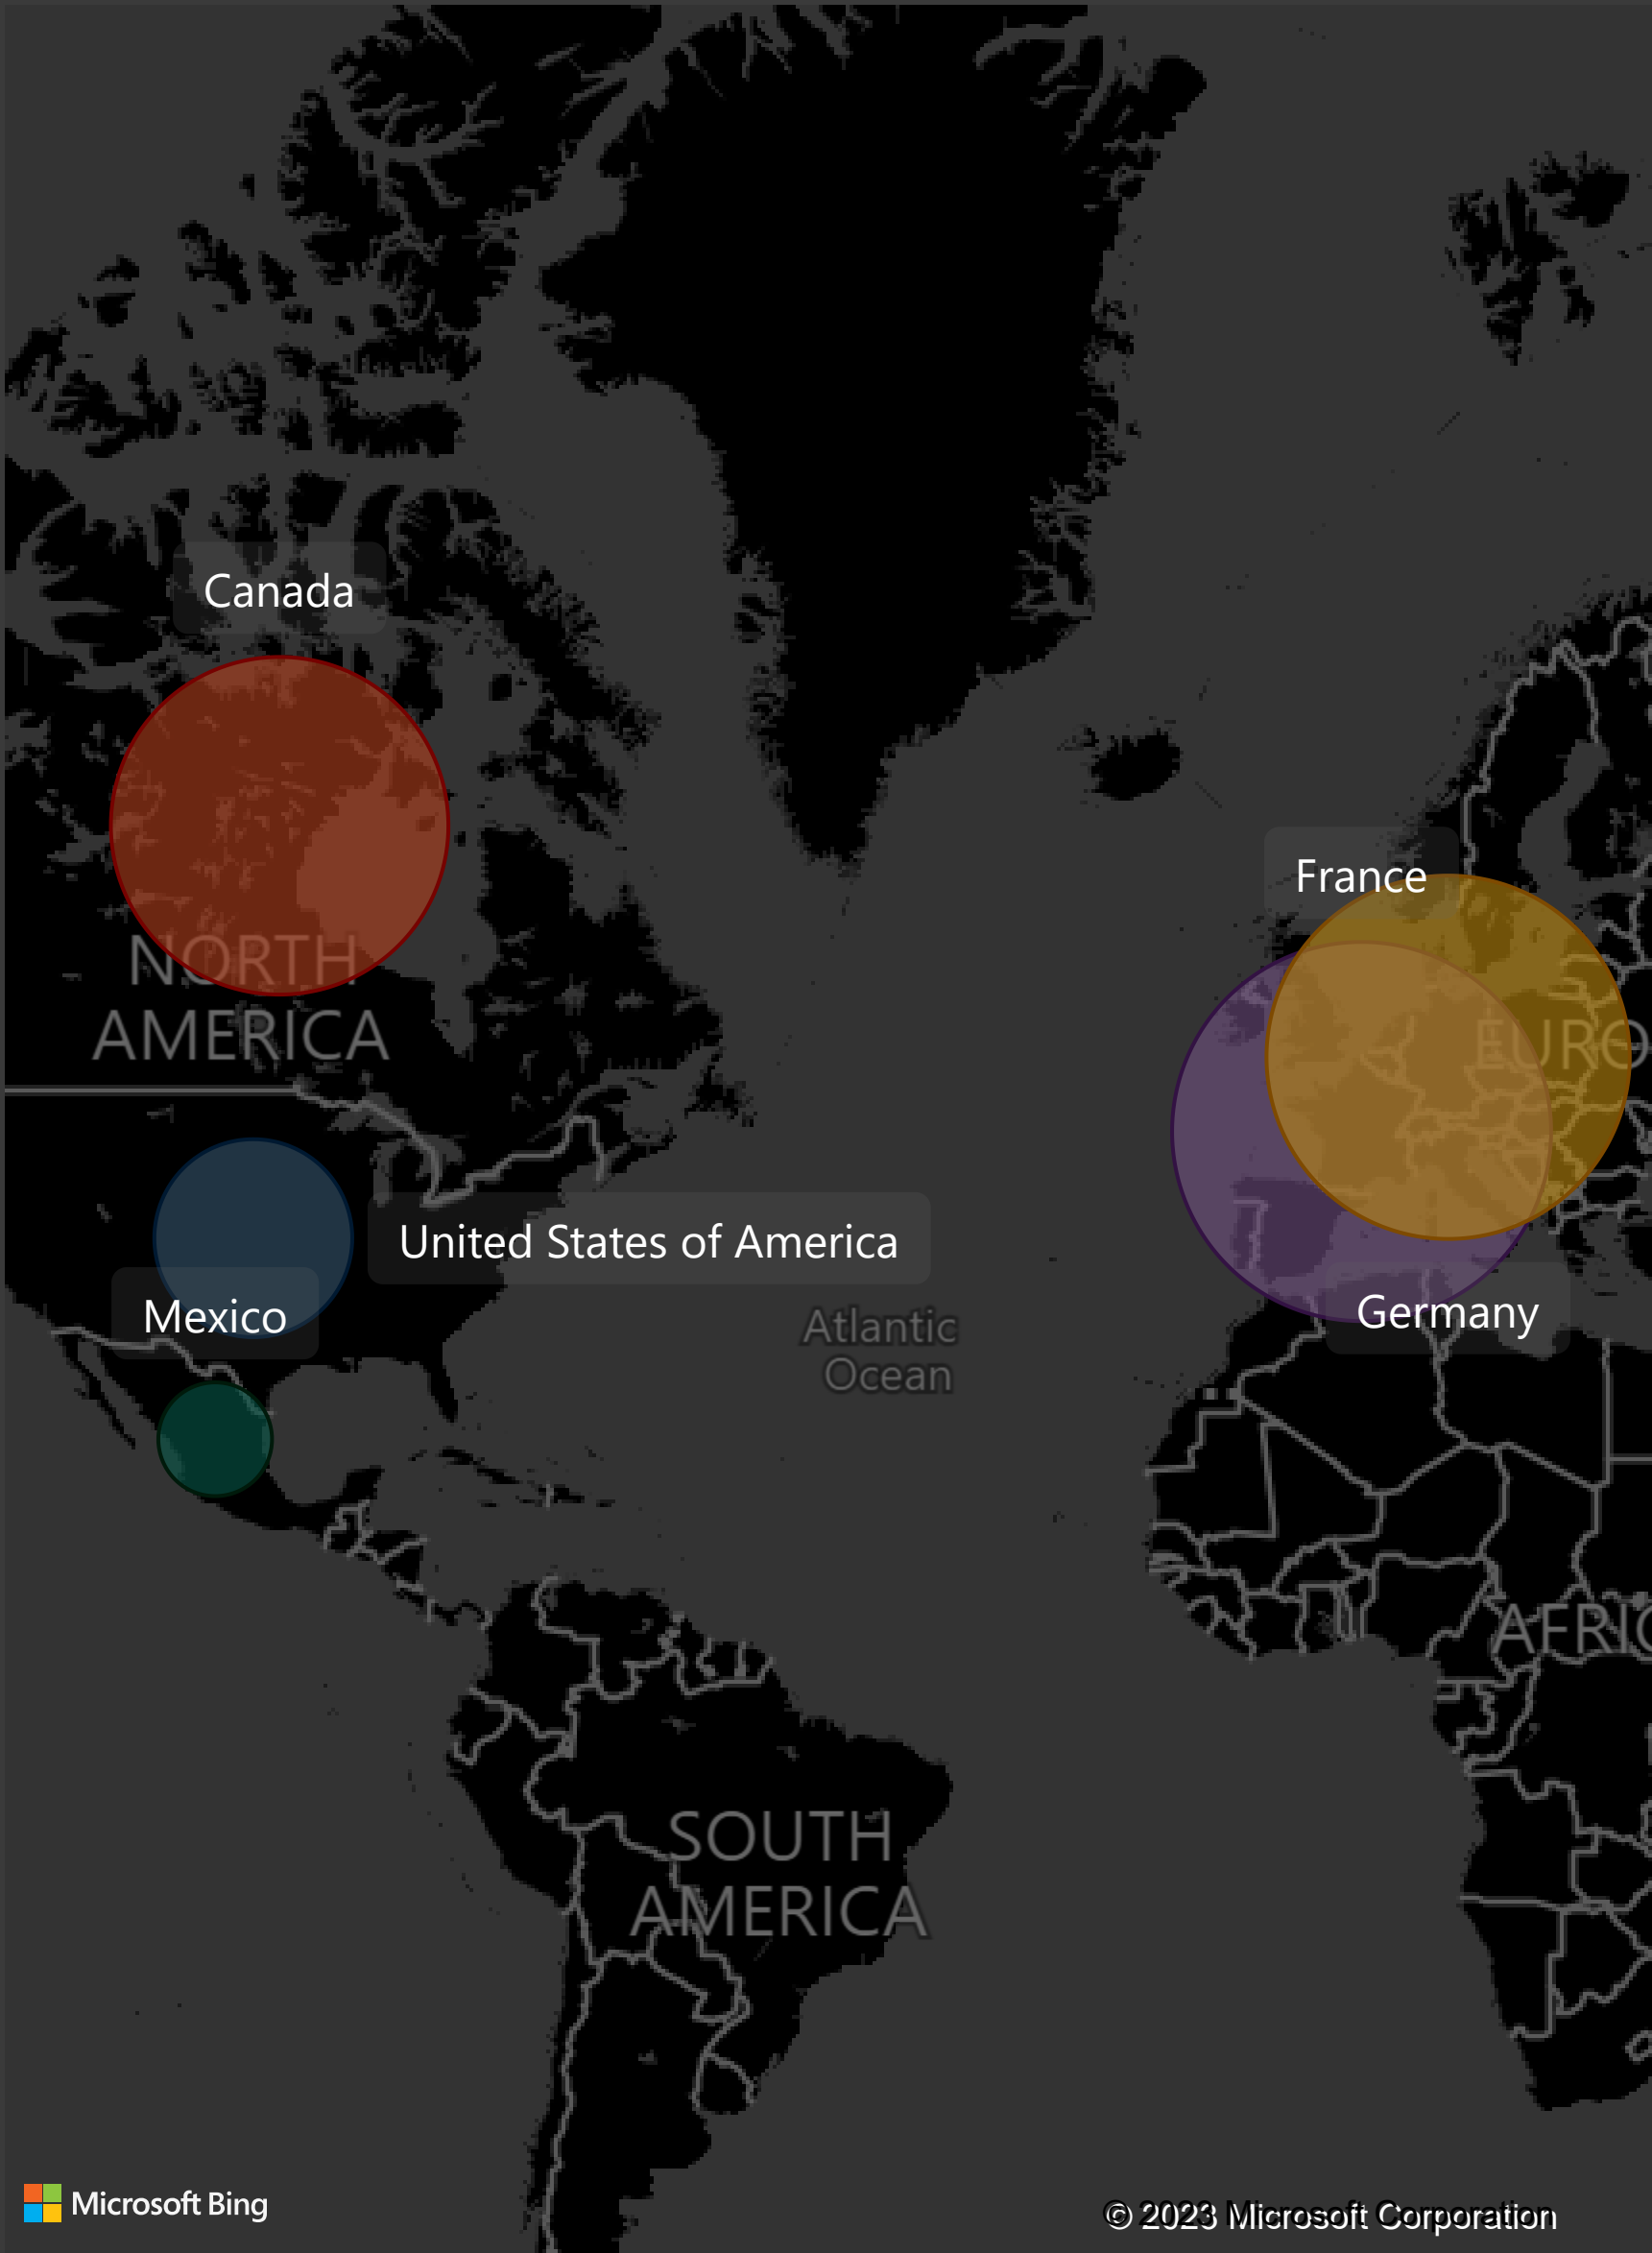 Canada
NORTH
AMERICA
France
EURO
United States of America
Mexico
Germany
Atlantic
Ocean
AFRIC
SOUTH
AMERICA
Microsoft Bing
© 2023 Microsoft Corporation